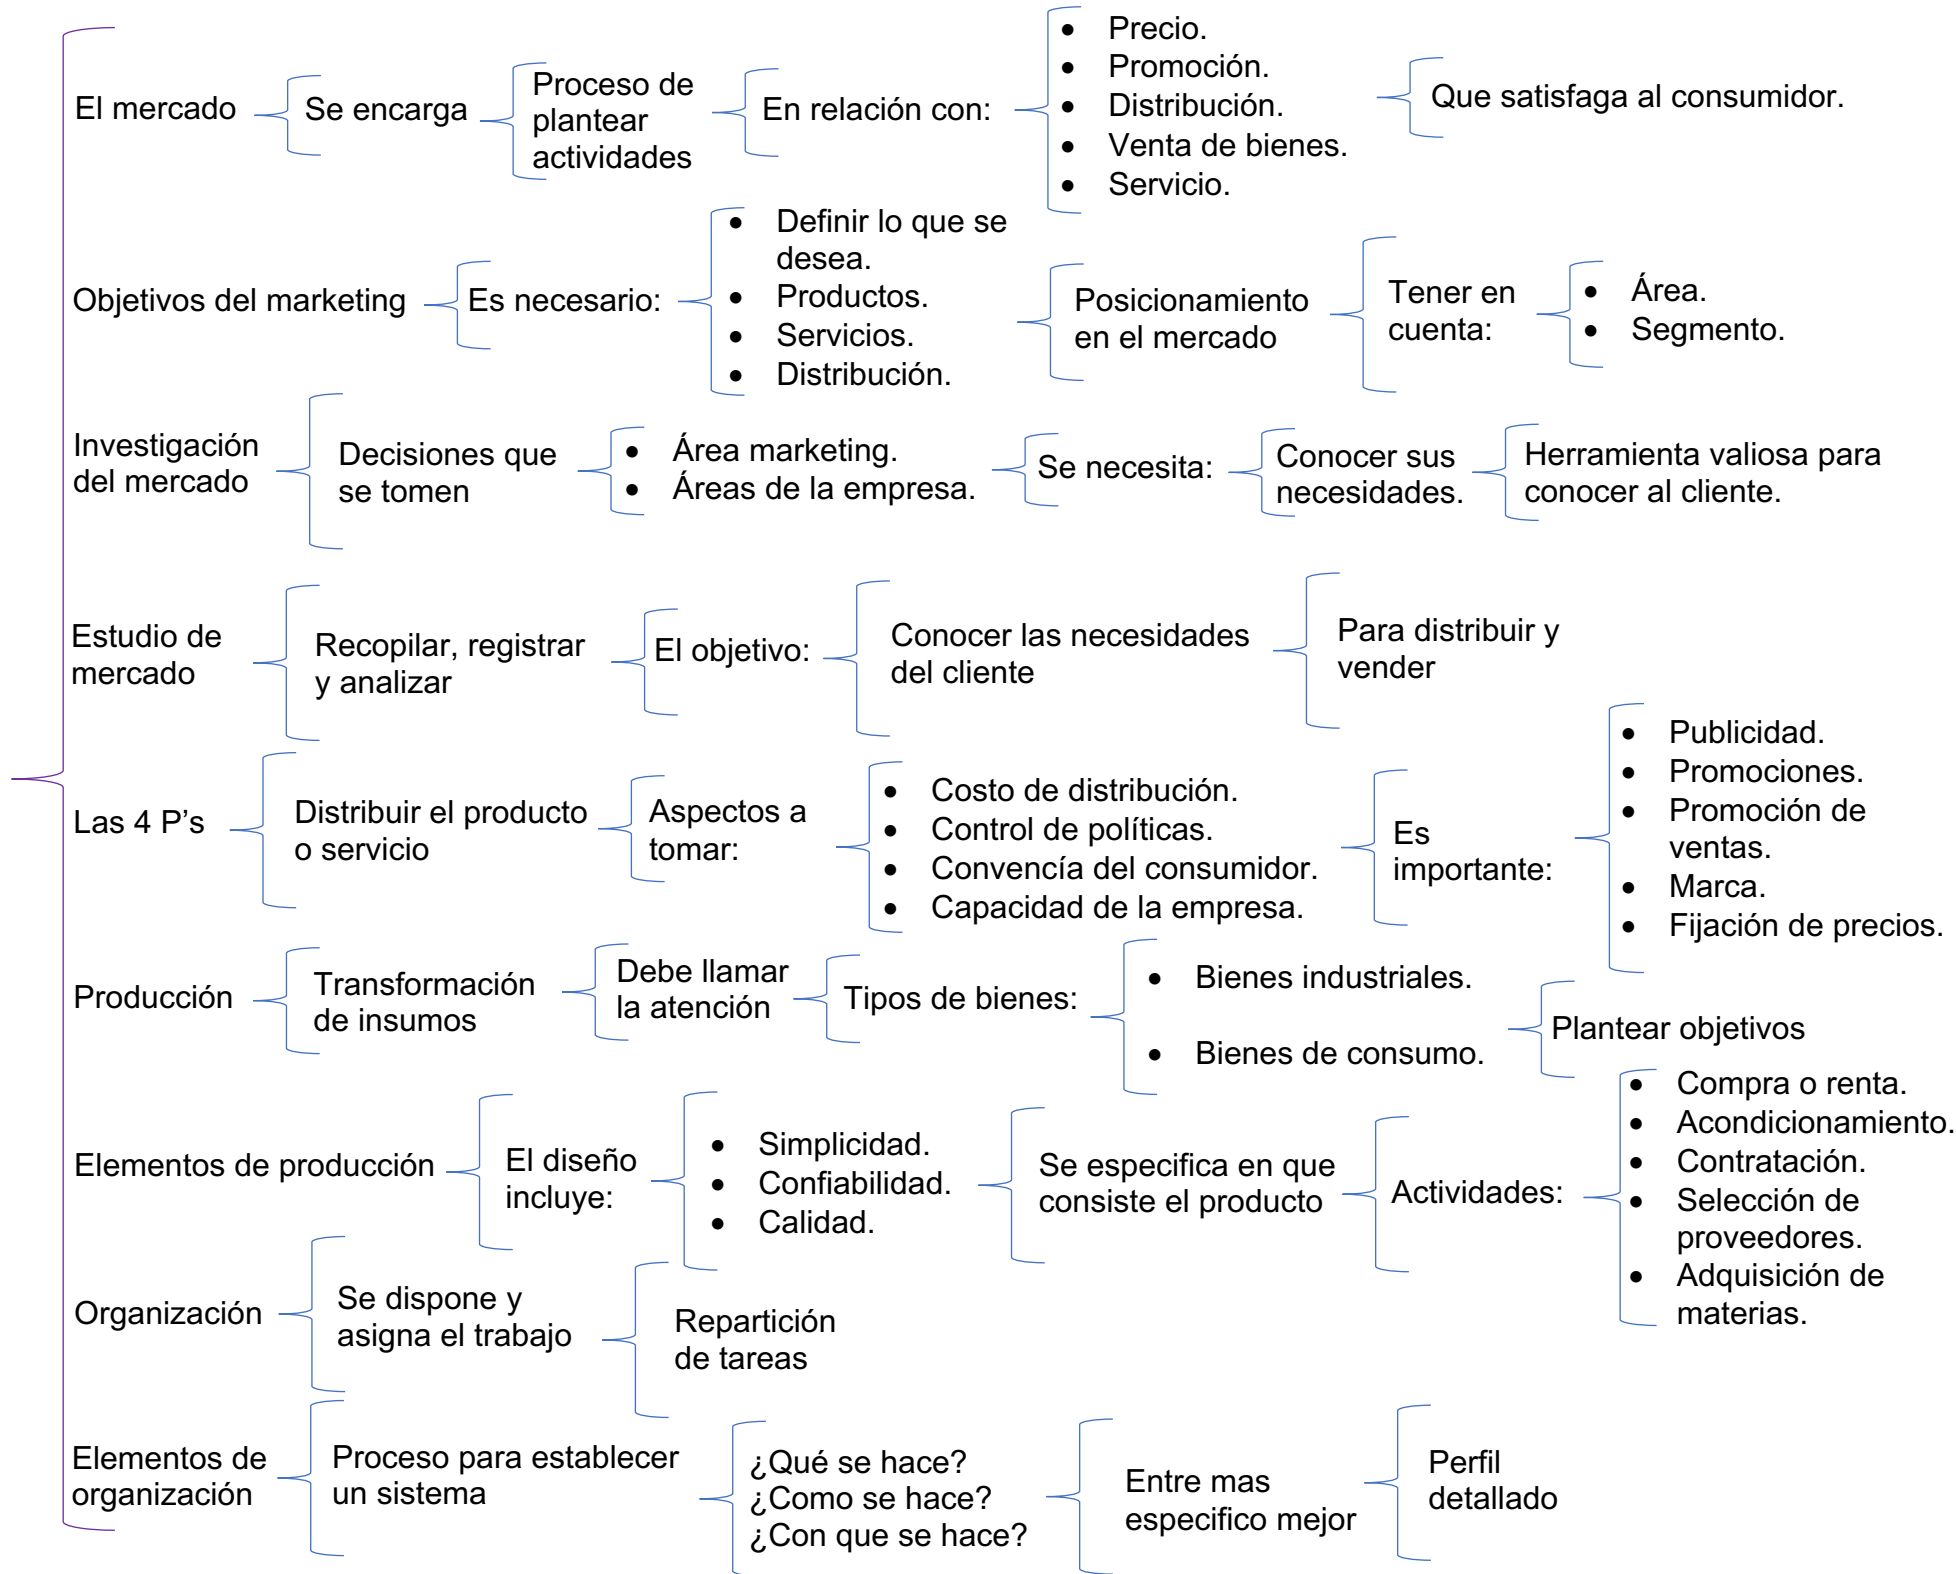 El mercado
Se encarga
Proceso de
plantear
actividades
En relación con:
• Precio.
• Promoción.
• Distribución.
• Venta de bienes.
• Servicio.
Que satisfaga al consumidor.
Objetivos del marketing
Es necesario:
• Definir lo que se
desea.
• Productos.
• Servicios.
• Distribución.
Posicionamiento
en el mercado
Tener en
cuenta:
• Área.
• Segmento.
Investigación
del mercado
Decisiones que
se tomen
• Área marketing.
• Áreas de la empresa.
Se necesita:
Conocer sus
necesidades.
Herramienta valiosa para
conocer al cliente.
Estudio de
mercado
Recopilar, registrar
y analizar
El objetivo:
Conocer las necesidades
del cliente
Para distribuir y
vender
Las 4 P’s
Distribuir el producto
o servicio
Aspectos a
tomar:
• Costo de distribución.
• Control de políticas.
• Convencía del consumidor.
• Capacidad de la empresa.
Es
importante:
• Publicidad.
• Promociones.
• Promoción de
ventas.
• Marca.
• Fijación de precios.
Producción
Transformación
de insumos
Debe llamar
la atención
Tipos de bienes:
• Bienes industriales.
• Bienes de consumo.
Plantear objetivos
Elementos de producción
El diseño
incluye:
• Simplicidad.
• Confiabilidad.
• Calidad.
Se especifica en que
consiste el producto
Actividades:
• Compra o renta.
• Acondicionamiento.
• Contratación.
• Selección de
proveedores.
• Adquisición de
materias.
Organización
Se dispone y
asigna el trabajo
Repartición
de tareas
Elementos de
organización
Proceso para establecer
un sistema
¿Qué se hace?
¿Como se hace?
¿Con que se hace?
Entre mas
especifico mejor
Perfil
detallado